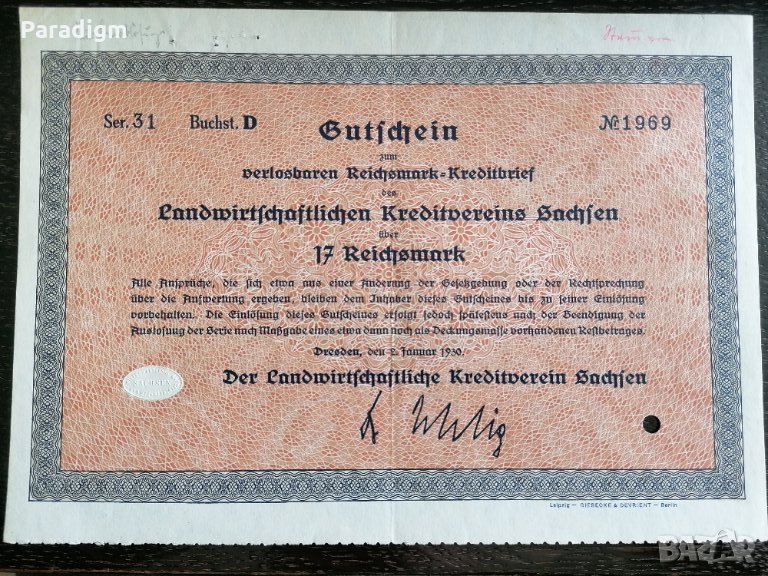 Paradigm
Ser. 31 Buchst. D Gutschein № 1969
zum
verlosbaren Reichsmark-Kreditbrief
des
Landwirtschaftlichen Kreditvereins Sachsen
über
17 Reichsmark
Alle Ansprüche, die sich etwa aus einer Änderung der Gesetzgebung oder der Rechtsprechung
über die Aufwertung ergeben, bleiben dem Inhaber dieses Gutscheines bis zu seiner Einlösung
vorbehalten. Die Einlösung dieses Gutscheines erfolgt jedoch spätestens nach der Beendigung der
Auslosung der Serie nach Maßgabe eines etwa dann noch als Deckungsmasse vorhandenen Restbetrages.
Dresden, den 2. Januar 1930.
Der Landwirtschaftliche Kreditverein Sachsen
SACHSEN
Leipzig — GIESECKE & DEVRIENT — Berlin
BAZAR